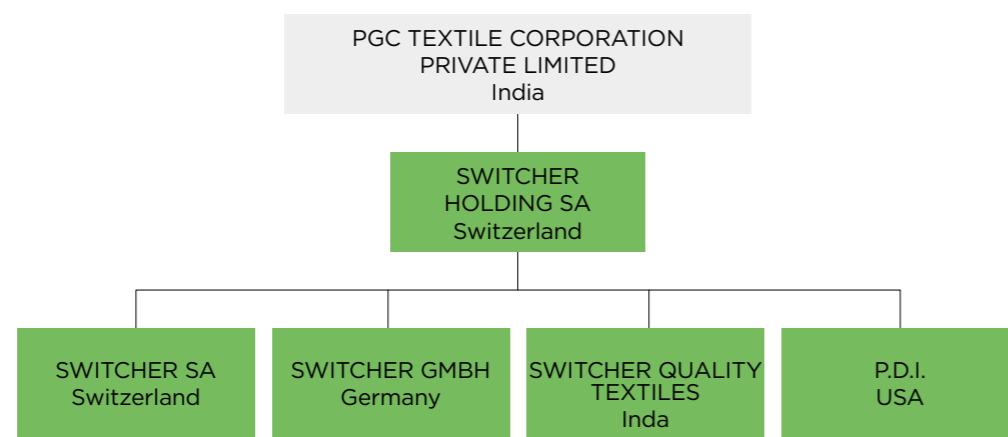 PGC TEXTILE CORPORATION
PRIVATE LIMITED
India
SWITCHER
HOLDING SA
Switzerland
SWITCHER SA
Switzerland
SWITCHER GMBH
Germany
SWITCHER QUALITY
TEXTILES
Inda
P.D.I.
USA